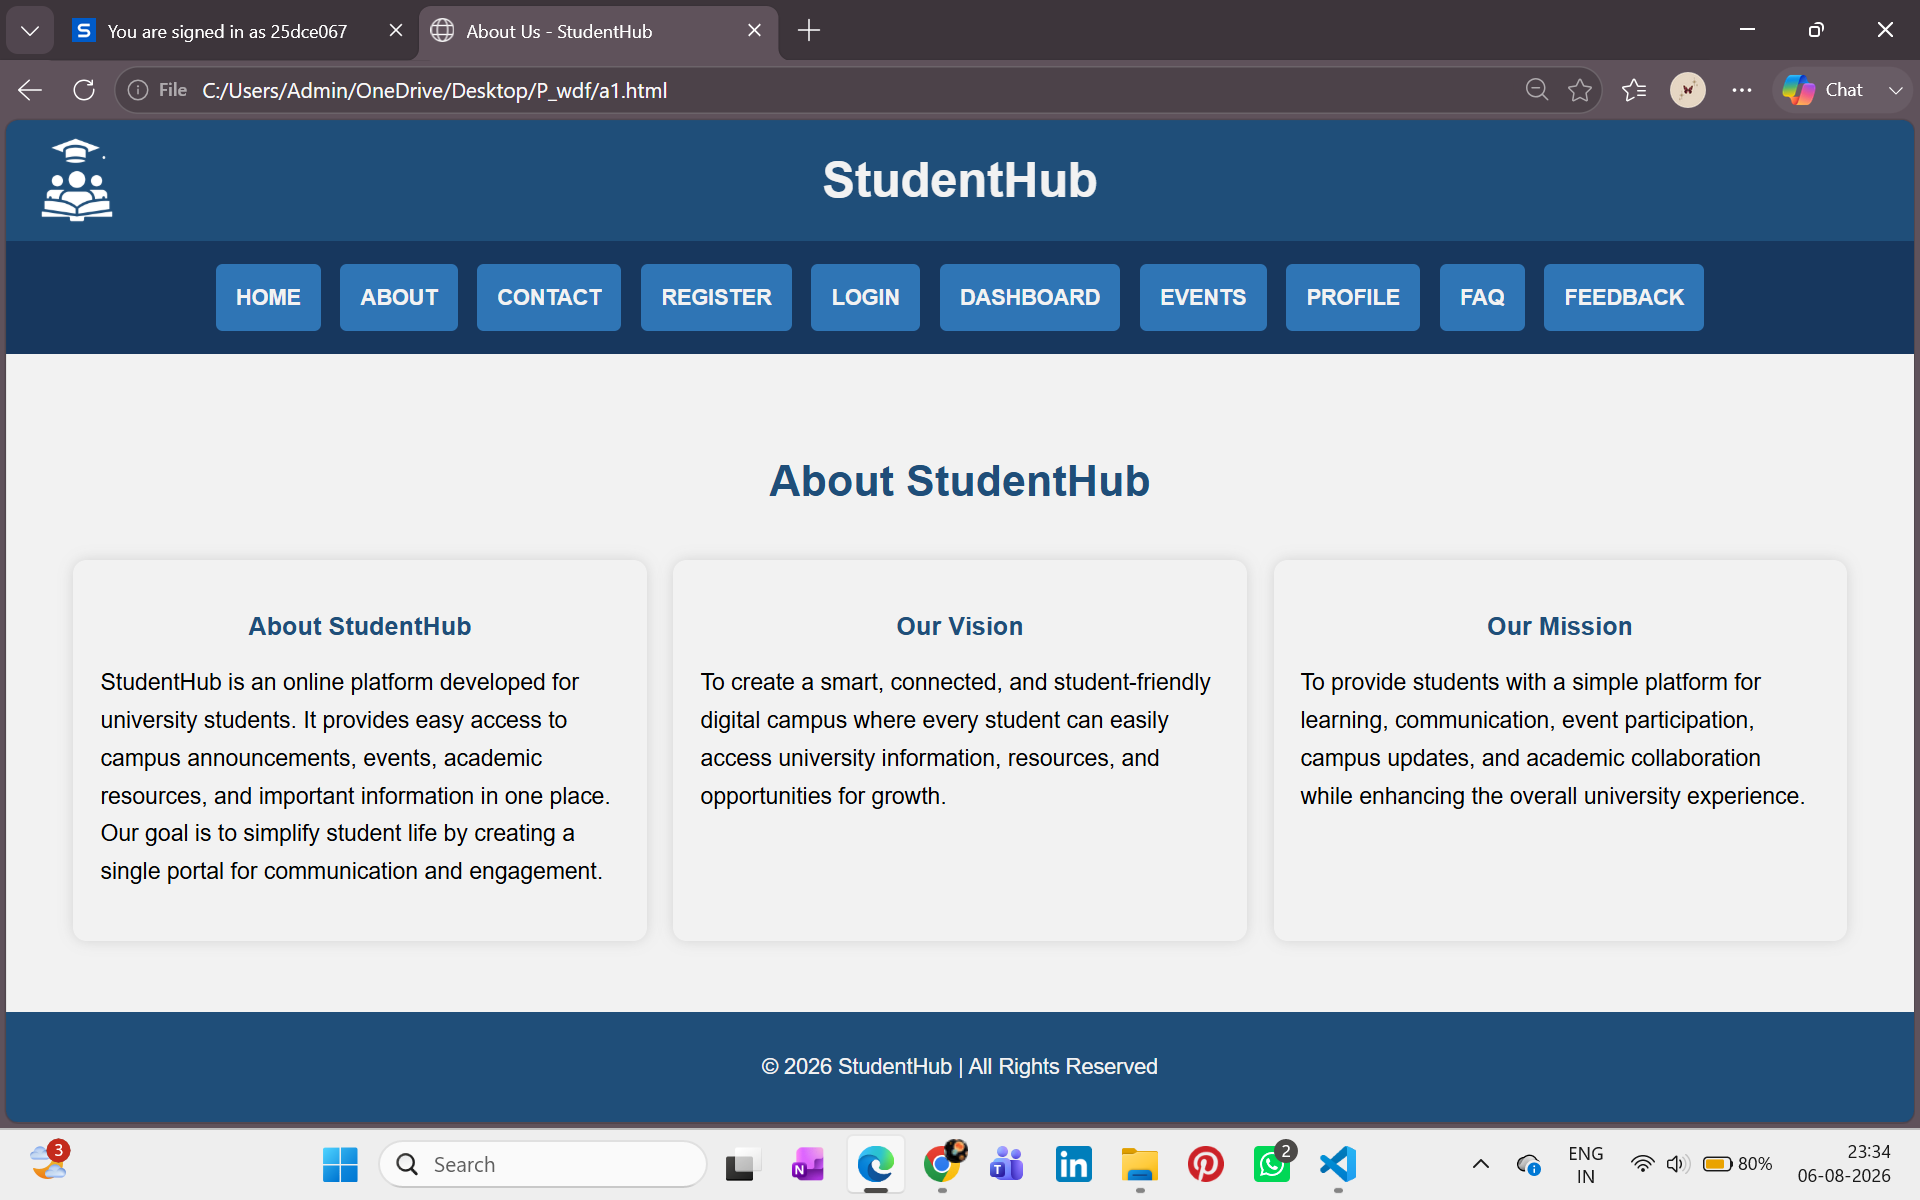 You are signed in as 25dce067
About Us - StudentHub
File C:/Users/Admin/OneDrive/Desktop/P_wdf/a1.html
Chat
StudentHub
HOME ABOUT CONTACT REGISTER LOGIN DASHBOARD EVENTS PROFILE FAQ FEEDBACK
About StudentHub
About StudentHub
StudentHub is an online platform developed for
university students. It provides easy access to
campus announcements, events, academic
resources, and important information in one place.
Our goal is to simplify student life by creating a
single portal for communication and engagement.
Our Vision
To create a smart, connected, and student-friendly
digital campus where every student can easily
access university information, resources, and
opportunities for growth.
Our Mission
To provide students with a simple platform for
learning, communication, event participation,
campus updates, and academic collaboration
while enhancing the overall university experience.
© 2026 StudentHub | All Rights Reserved
3
Search
2
ENG
IN
80%
23:34
06-08-2026